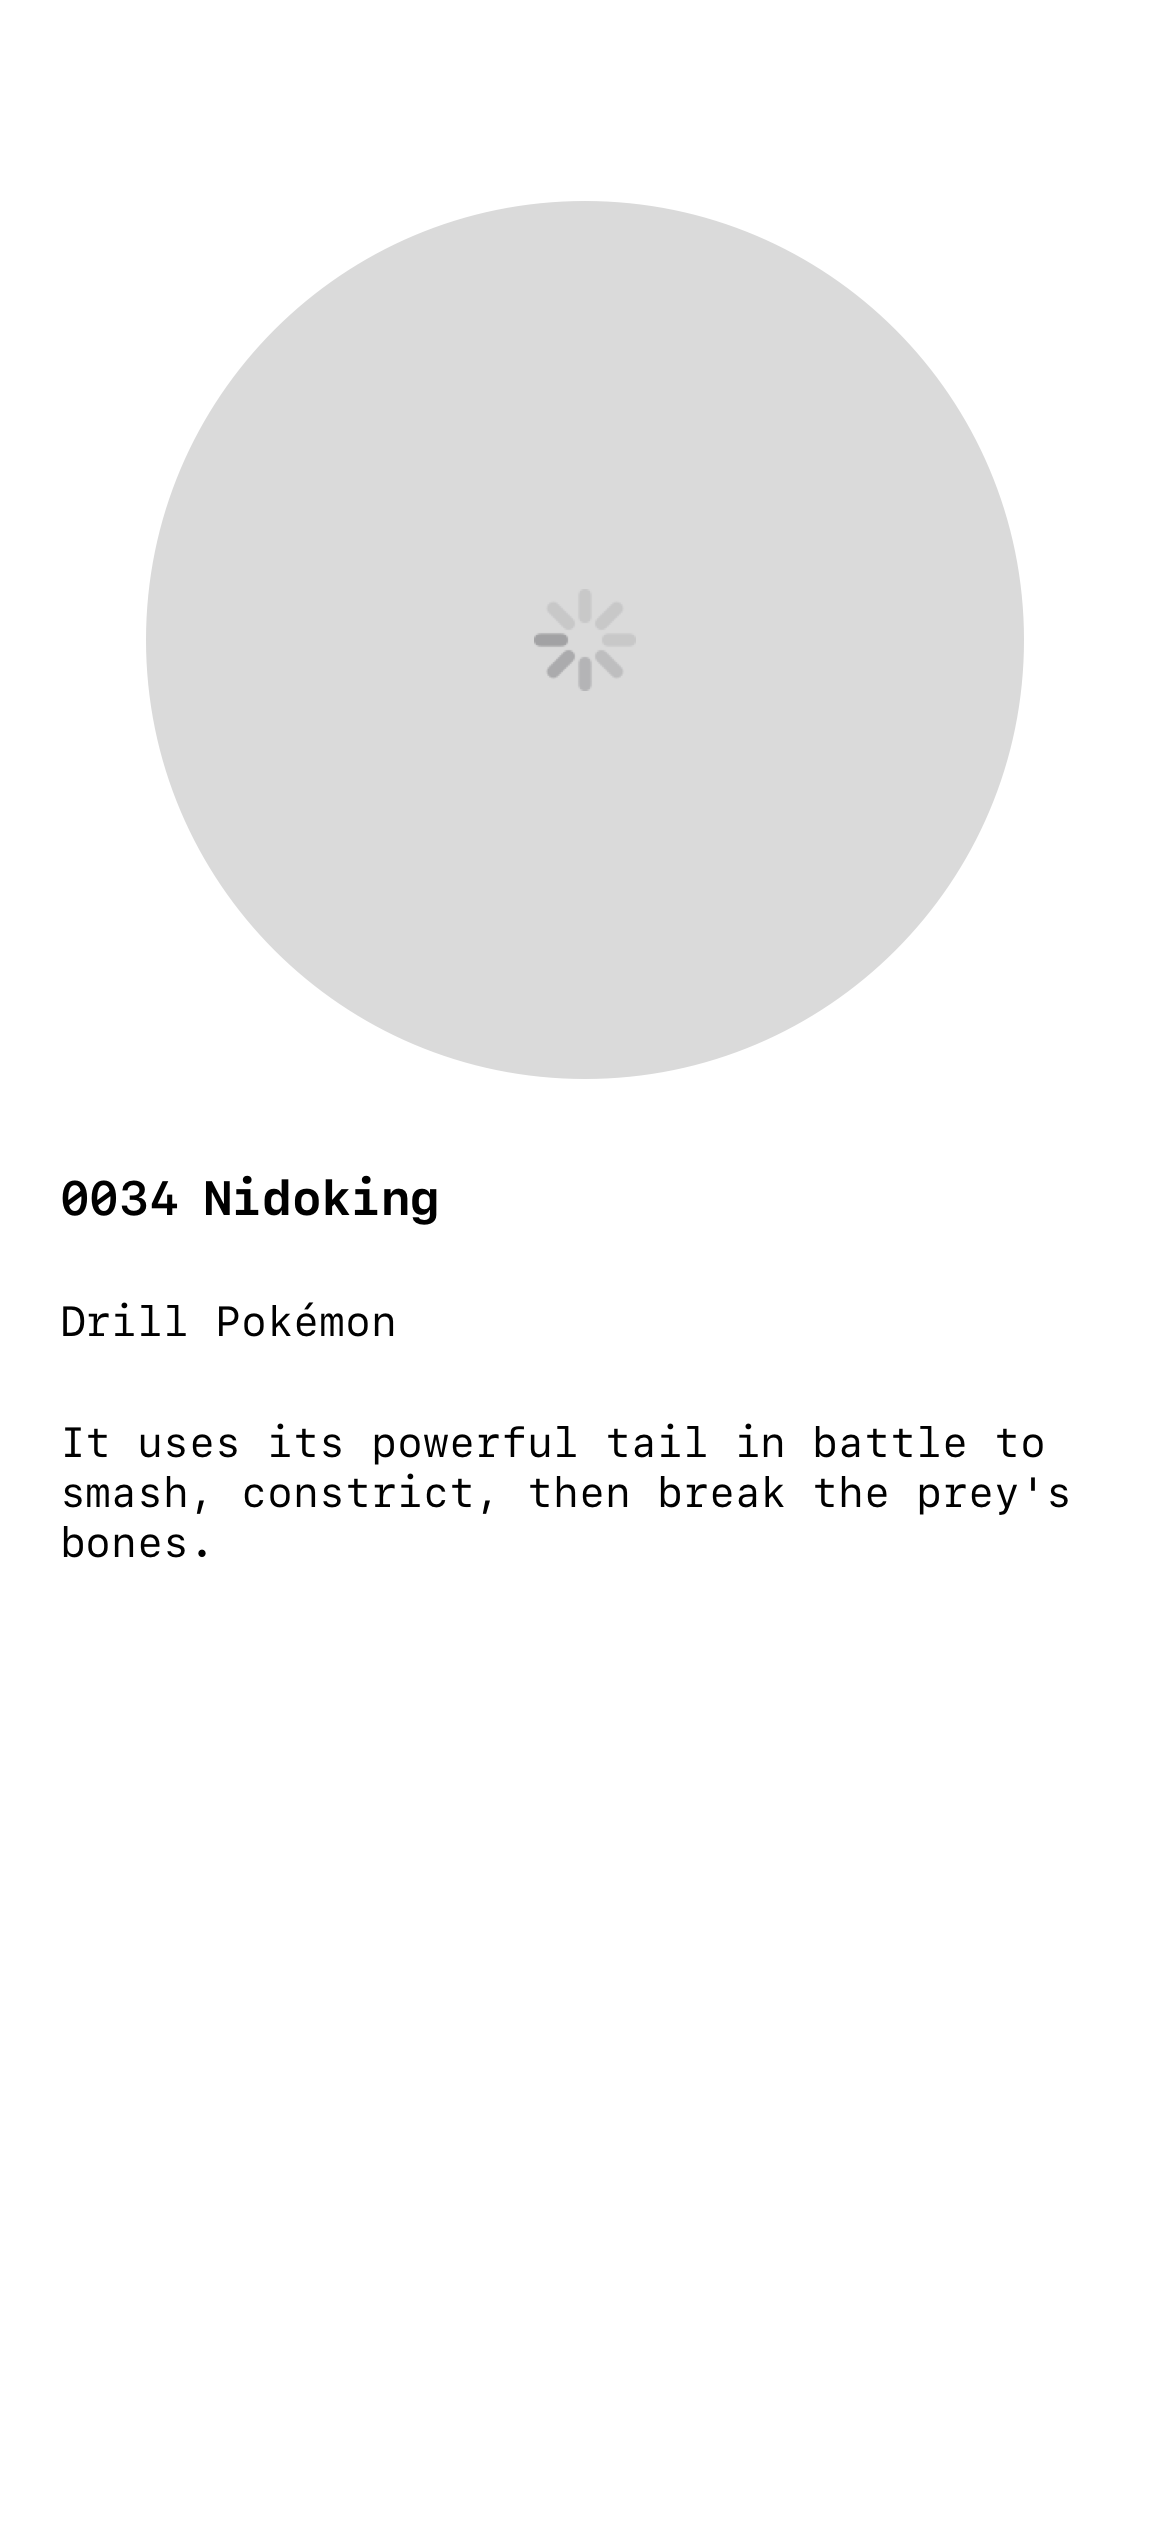 0034 Nidoking
Drill Pokémon
It uses its powerful tail in battle to
smash, constrict, then break the prey's
bones.